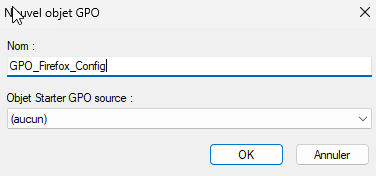 Nouvel objet GPO
Nom :
GPO_Firefox_Config
Objet Starter GPO source :
(aucun)
OK
Annuler